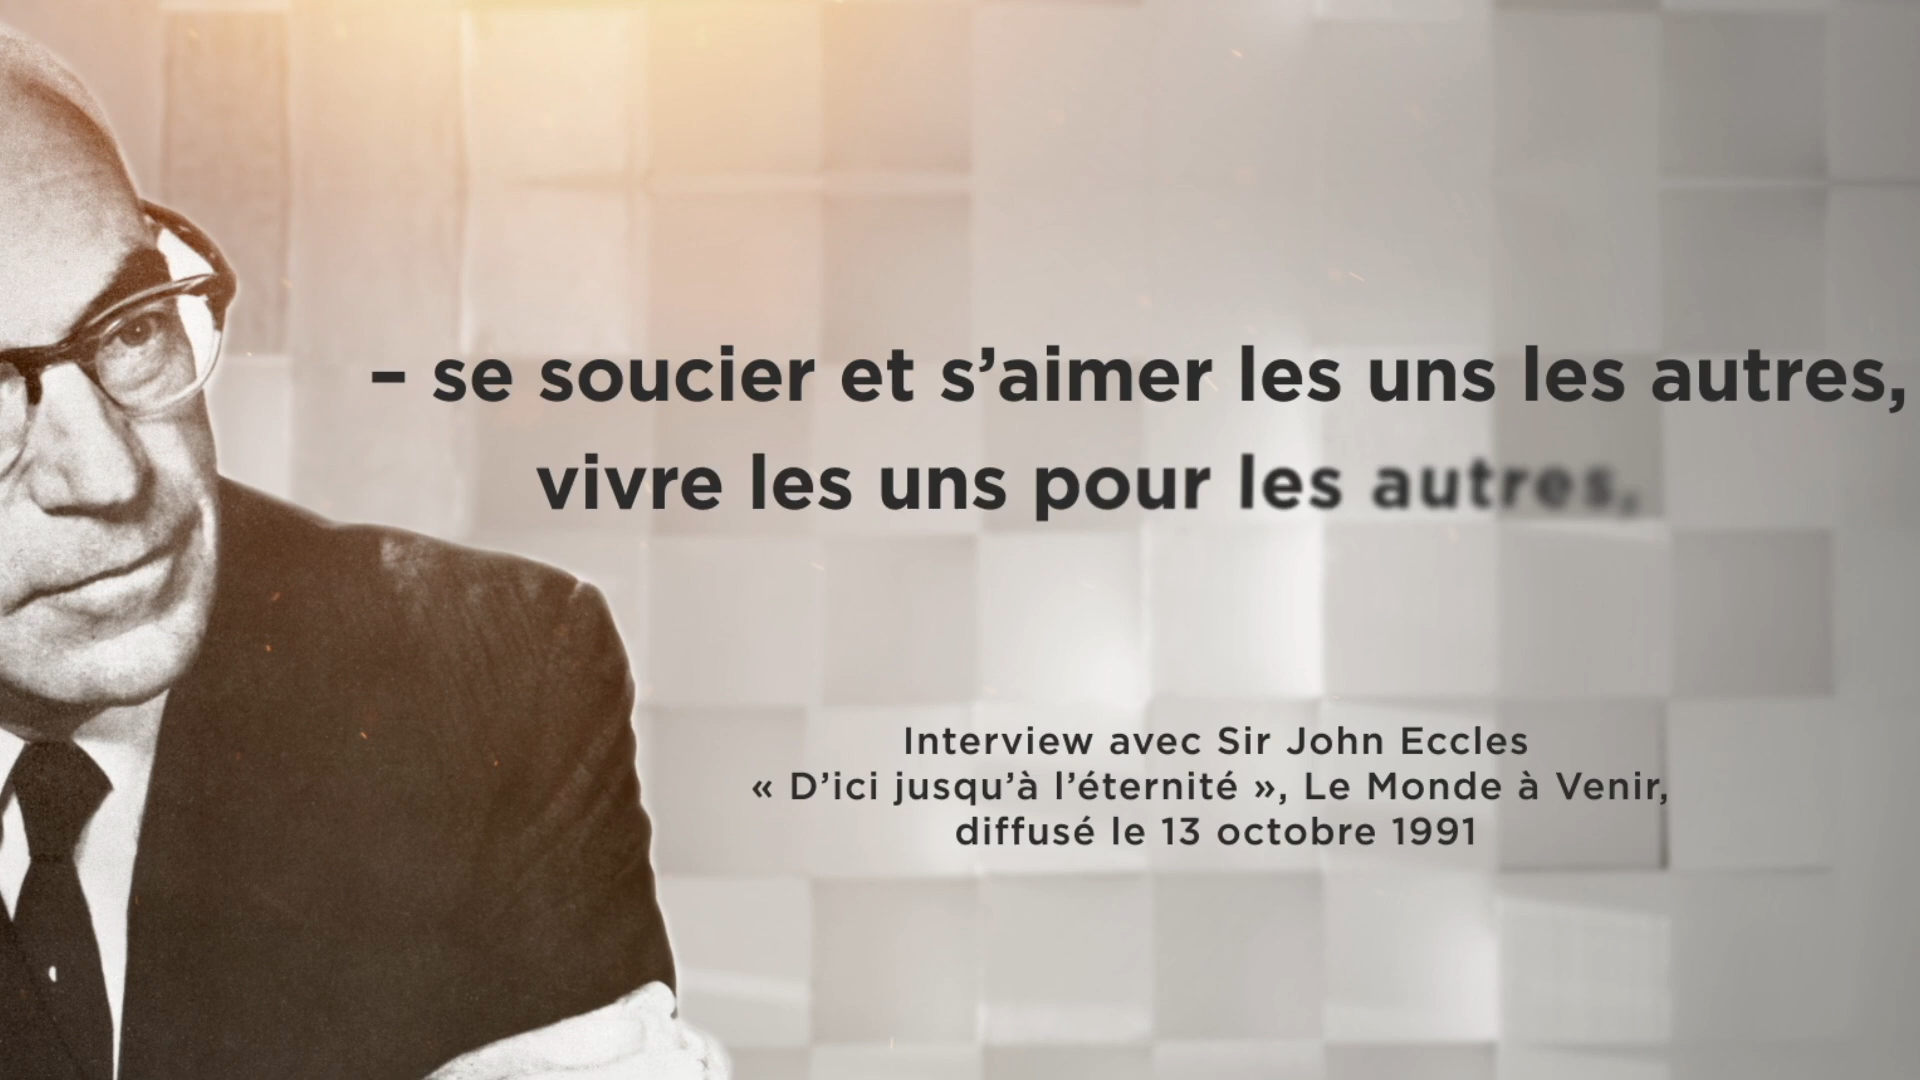 – se soucier et s’aimer les uns les autres,
vivre les uns pour les autres,
Interview avec Sir John Eccles
« D’ici jusqu’à l’éternité », Le Monde à Venir,
diffusé le 13 octobre 1991